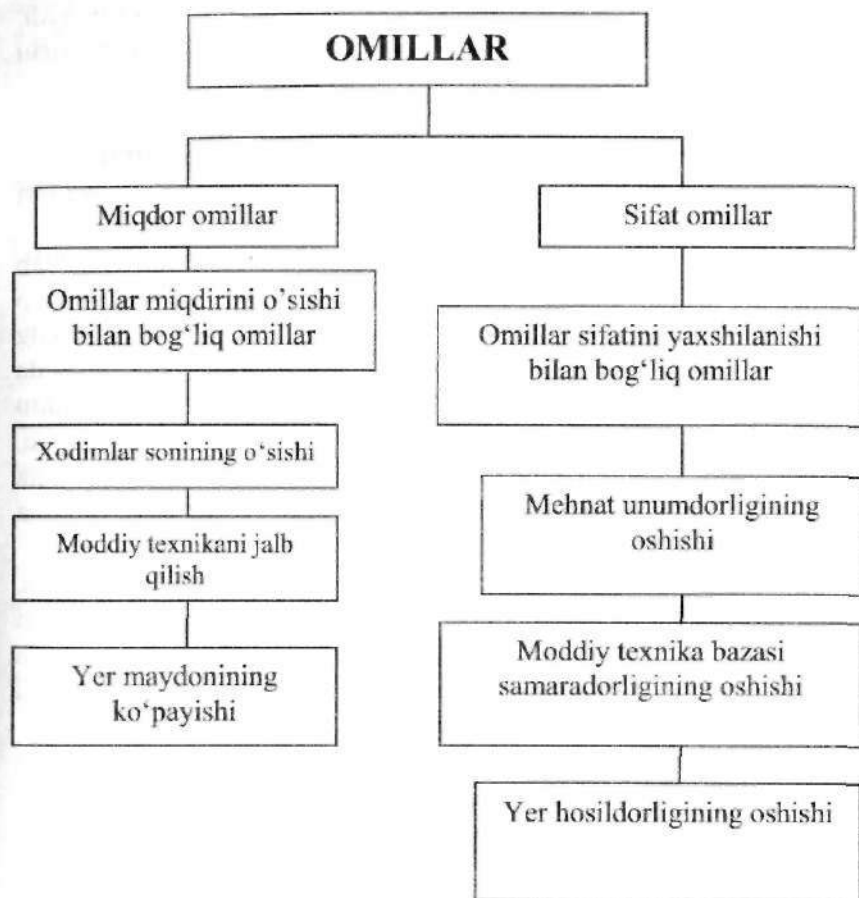 OMILLAR
Miqdor omillar
Omillar miqdirini o'sishi
bilan bog‘liq omillar
Xodimlar sonining o‘sishi
Moddiy texnikani jalb
qilish
Yer maydonining
ko‘payishi
Sifat omillar
Omillar sifatini yaxshilanishi
bilan bog‘liq omillar
Mehnat unumdorligining
oshishi
Moddiy texnika bazasi
samaradorligining oshishi
Yer hosildorligining oshishi